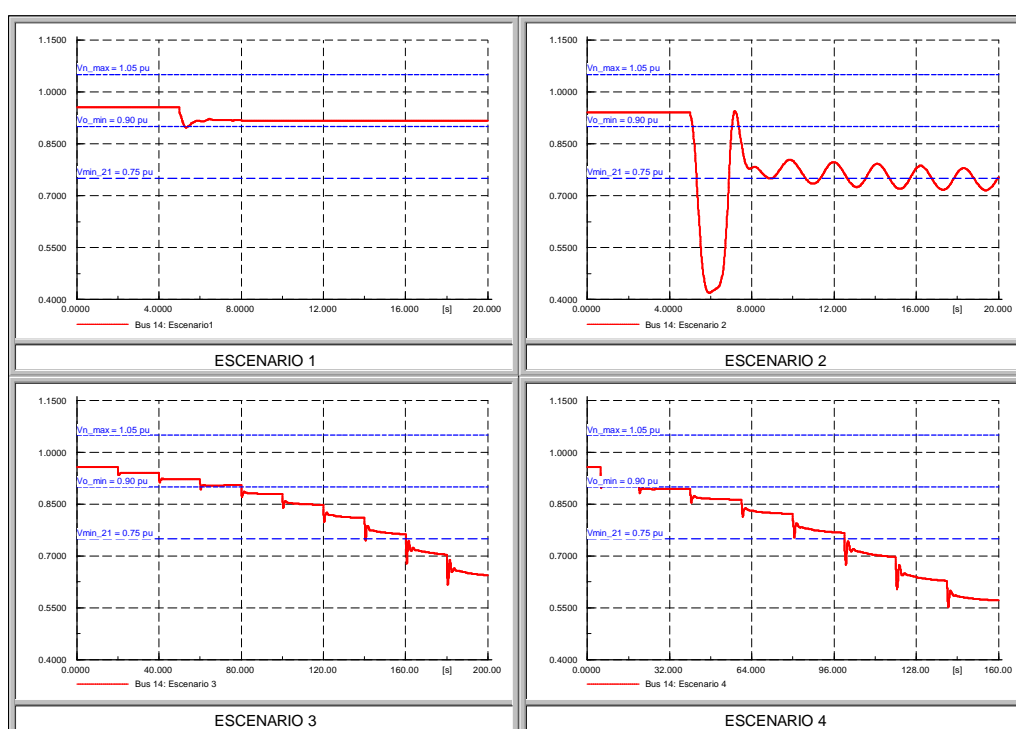 1.1500
Vn_max = 1.05 pu
1.0000
Vo_min = 0.90 pu
0.8500
Vmin_21 = 0.75 pu
0.7000
0.5500
0.4000
0.0000 4.0000 8.0000 12.000 16.000 [s] 20.000
Bus 14: Escenario1
ESCENARIO 1
1.1500
Vn_max = 1.05 pu
1.0000
Vo_min = 0.90 pu
0.8500
Vmin_21 = 0.75 pu
0.7000
0.5500
0.4000
0.0000 4.0000 8.0000 12.000 16.000 [s] 20.000
Bus 14: Escenario 2
ESCENARIO 2
1.1500
Vn_max = 1.05 pu
1.0000
Vo_min = 0.90 pu
0.8500
Vmin_21 = 0.75 pu
0.7000
0.5500
0.4000
0.0000 40.000 80.000 120.00 160.00 [s] 200.00
Bus 14: Escenario 3
ESCENARIO 3
1.1500
Vn_max = 1.05 pu
1.0000
Vo_min = 0.90 pu
0.8500
Vmin_21 = 0.75 pu
0.7000
0.5500
0.4000
0.0000 32.000 64.000 96.000 128.00 [s] 160.00
Bus 14: Escenario 4
ESCENARIO 4